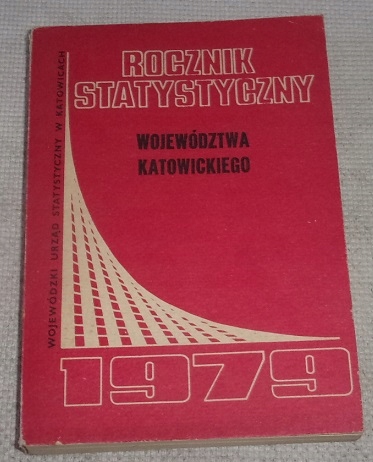 ROCZNIK
STATYSTYCZNY
WOJEWÓDZTWA
KATOWICKIEGO
WOJEWÓDZKI URZĄD STATYSTYCZNY W KATOWICACH
1979